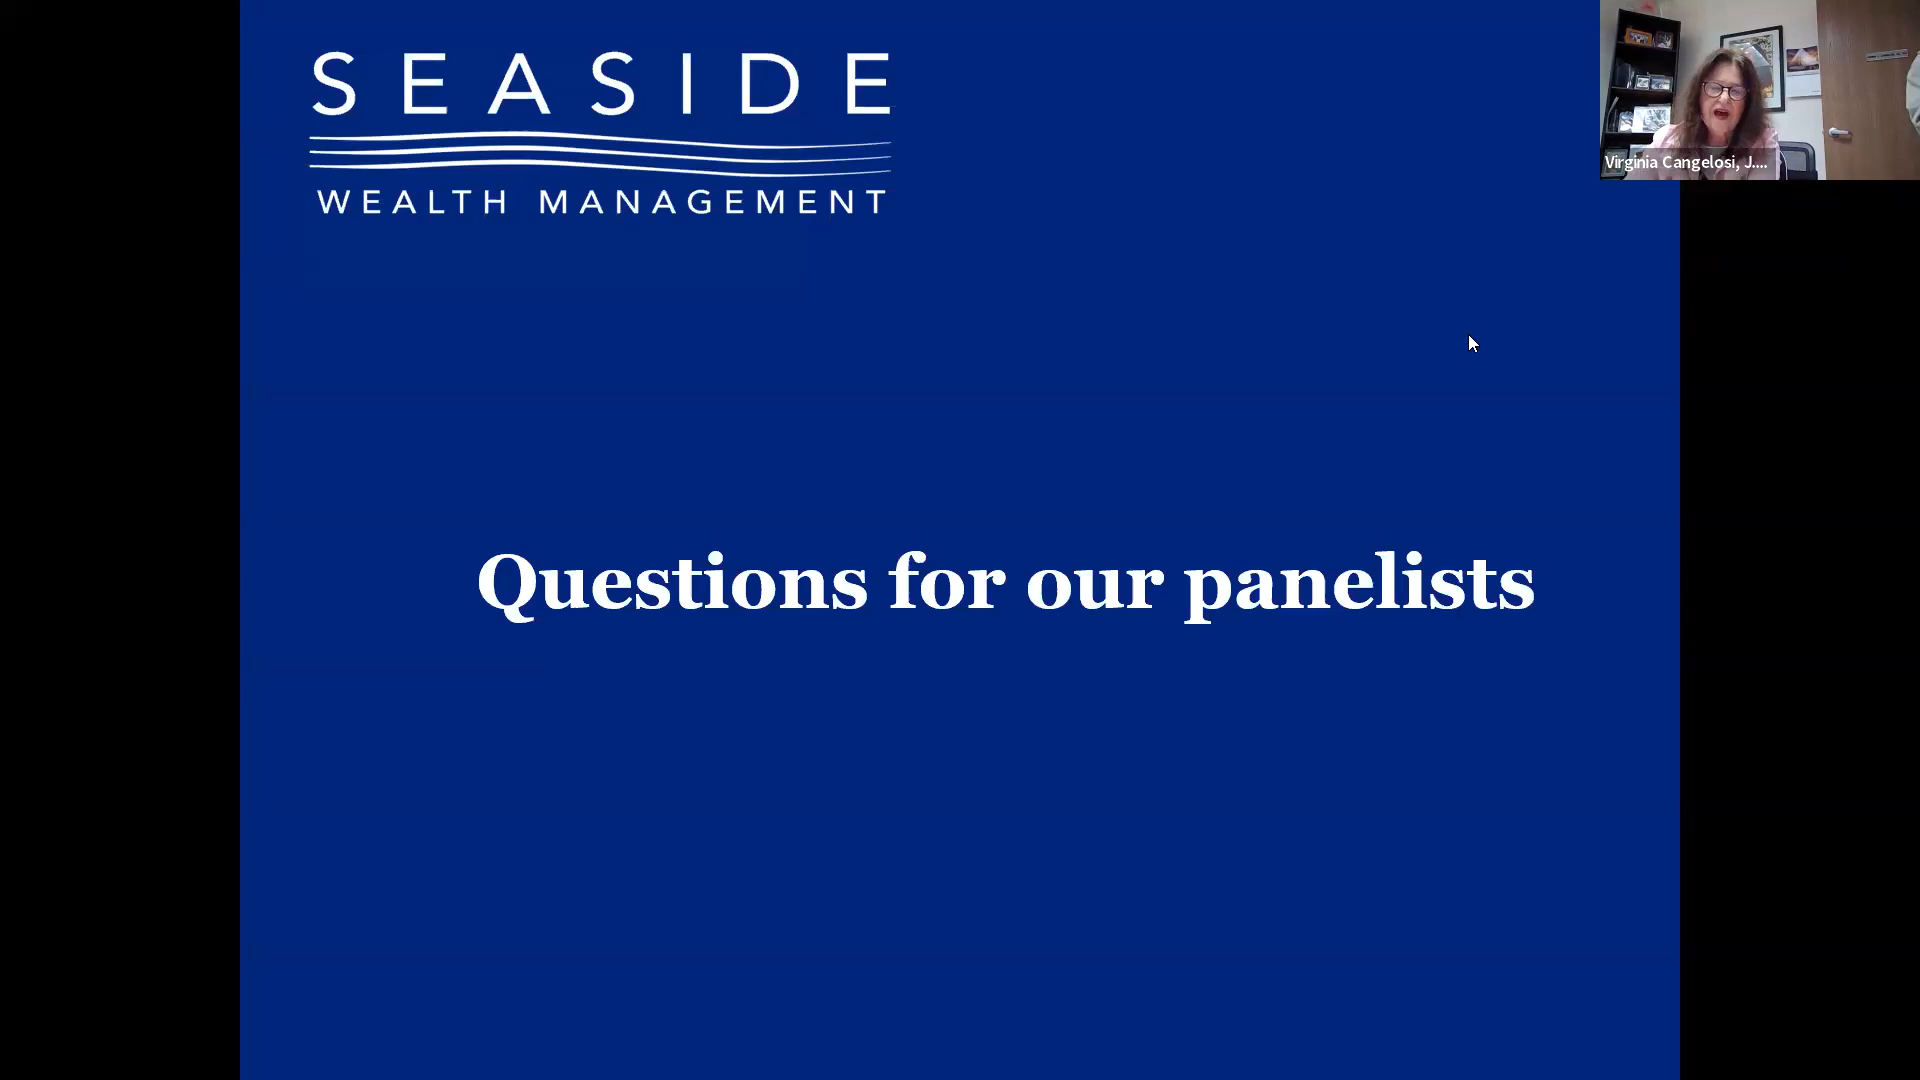 SEASIDE
WEALTH MANAGEMENT
Virginia Cangelosi, J....
Questions for our panelists